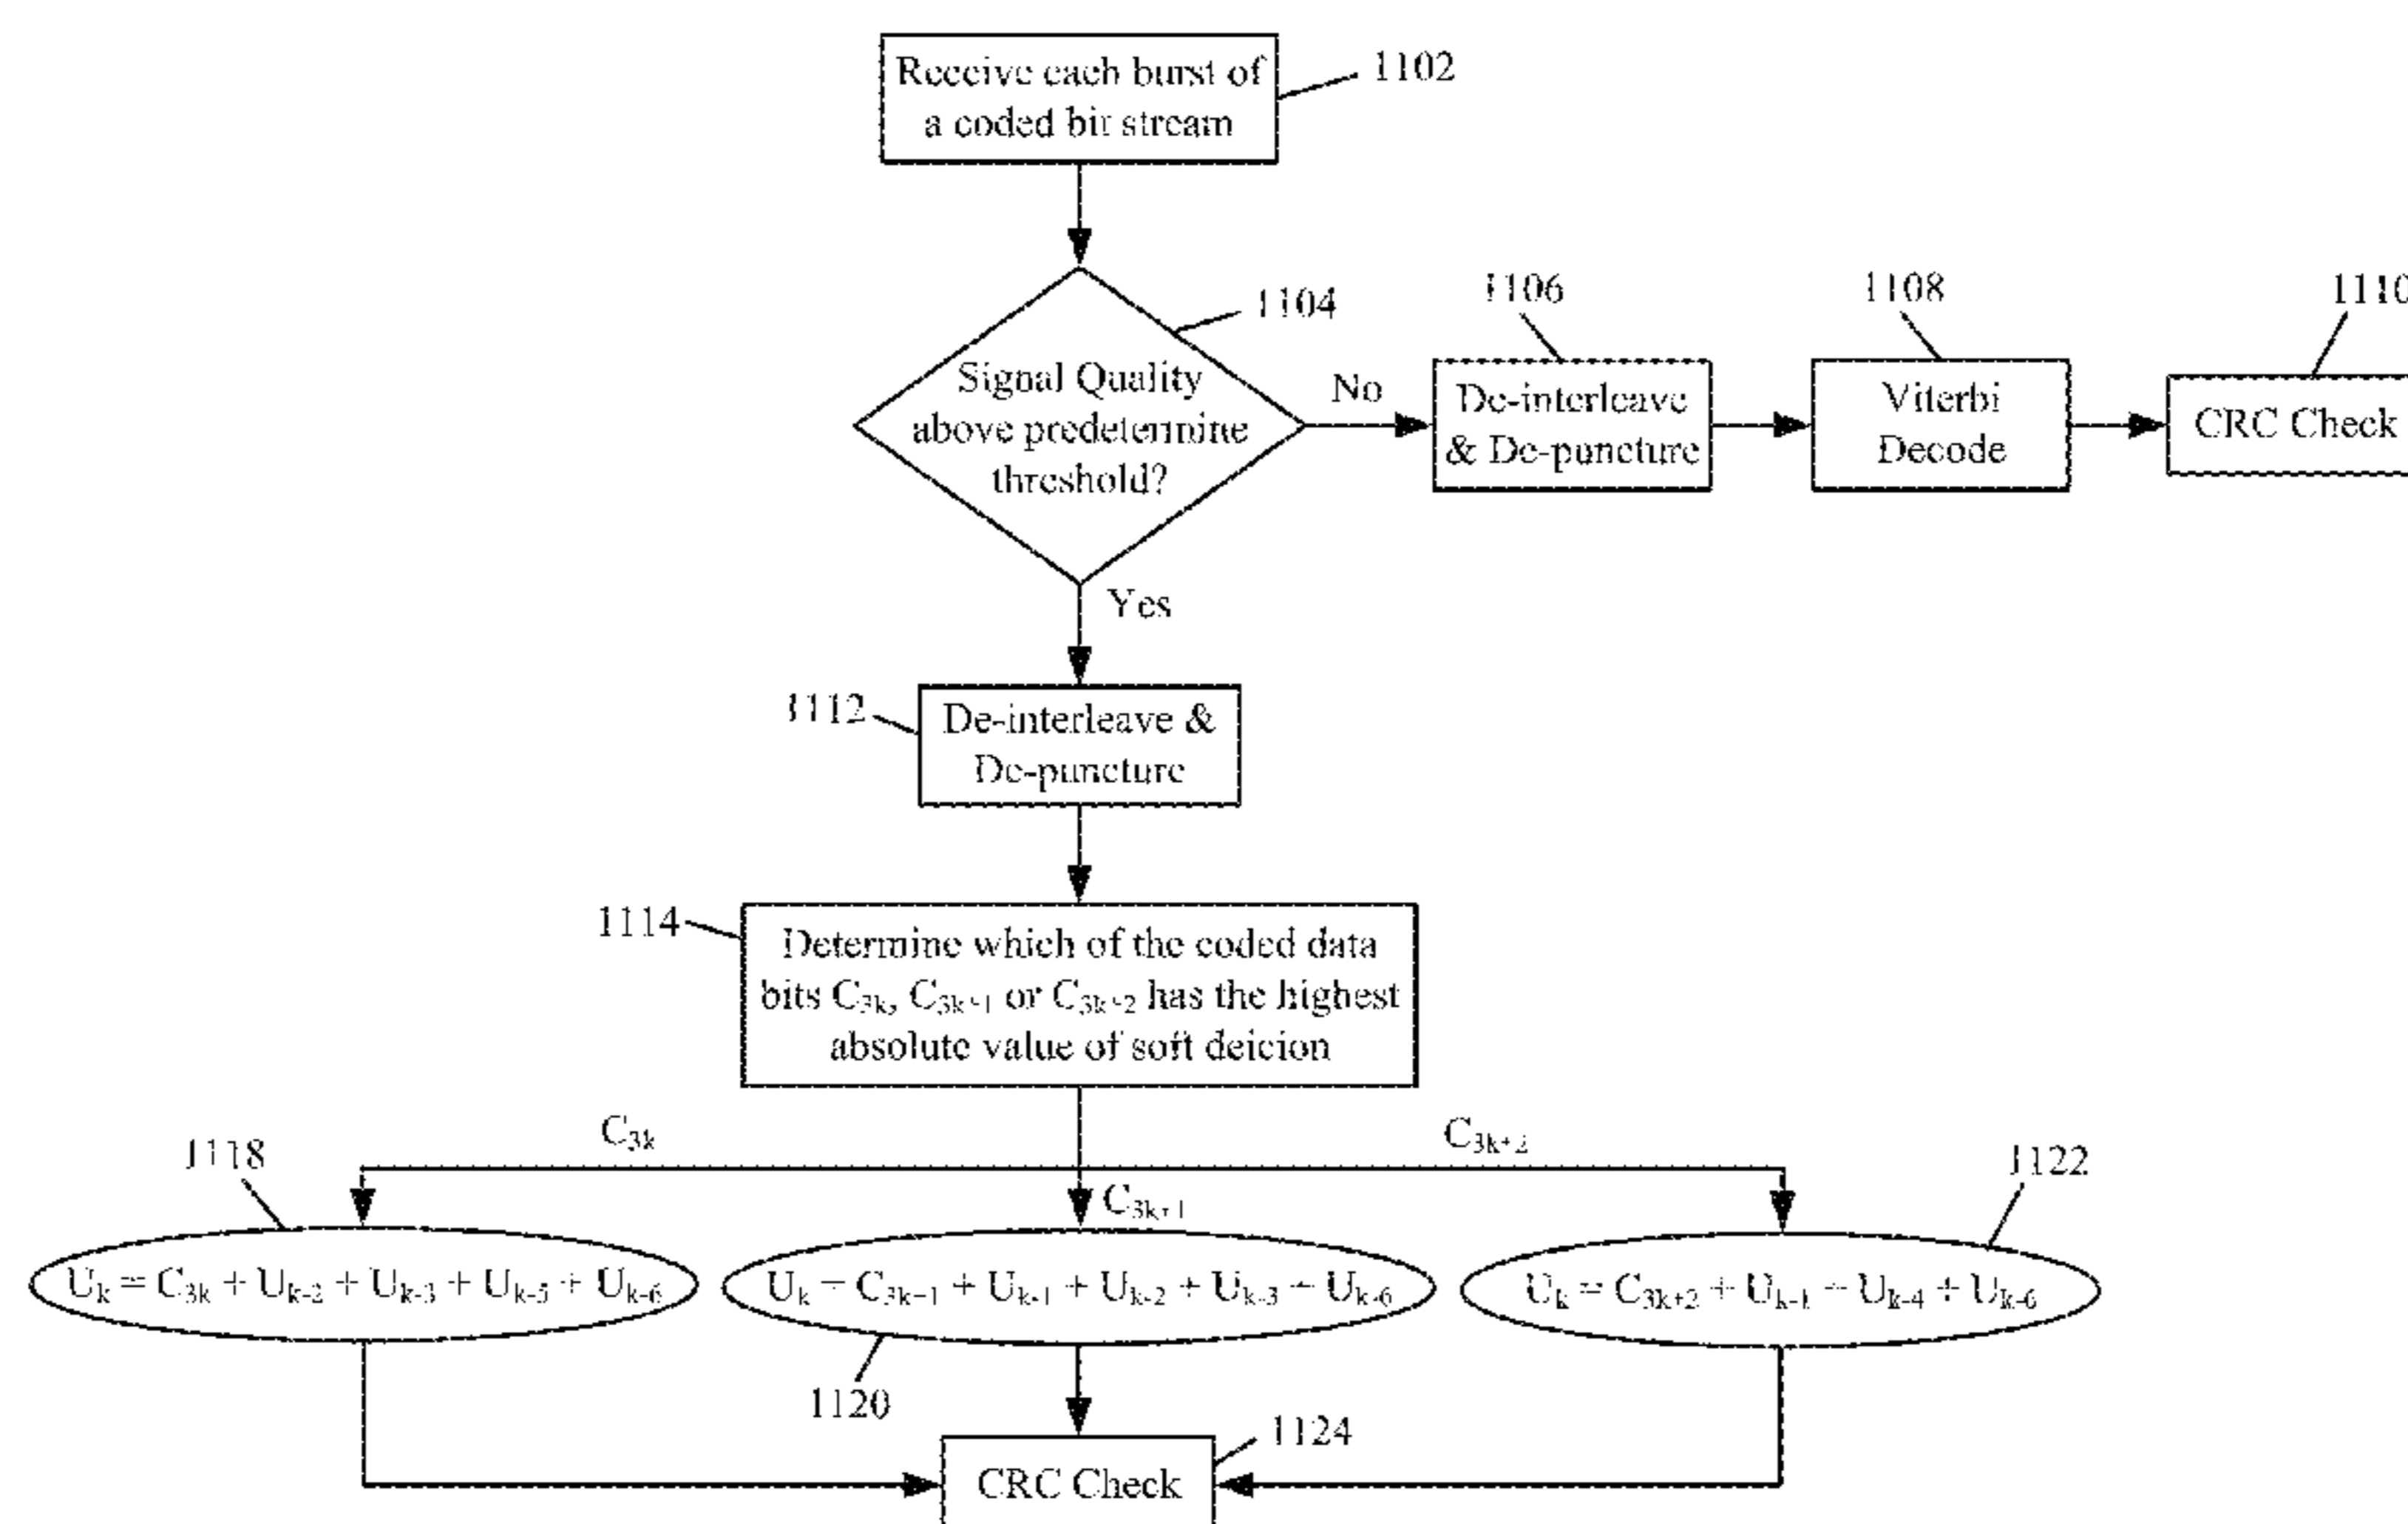 Receive each burst of
a coded bit stream
1102
1104
Signal Quality
above predetermine
threshold?
No
1106
De-interleave
& De-puncture
1108
Viterbi
Decode
1110
CRC Check
Yes
1112
De-interleave &
De-puncture
1114
Determine which of the coded data
bits C3k, C3k+1 or C3k+2 has the highest
absolute value of soft deicion
C3k
C3k+1
C3k+2
1118
Uk = C3k + Uk-2 + Uk-3 + Uk-5 + Uk-6
Uk = C3k+1 + Uk-1 + Uk-2 + Uk-3 + Uk-6
1120
1122
Uk = C3k+2 + Uk-1 + Uk-4 + Uk-6
1124
CRC Check